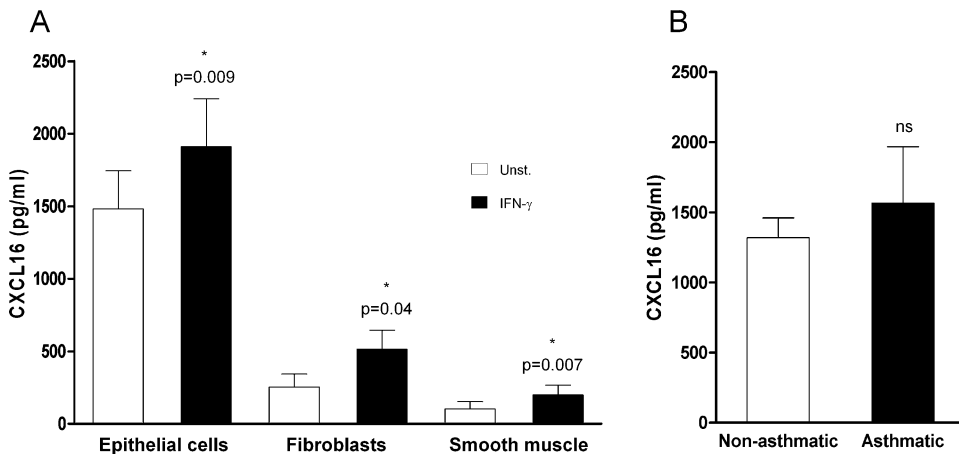 A
CXCL16 (pg/ml)
2500
2000
1500
1000
500
0
*
p=0.009
*
p=0.04
*
p=0.007
Unst.
IFN-γ
Epithelial cells
Fibroblasts
Smooth muscle
B
CXCL16 (pg/ml)
2500
2000
1500
1000
500
0
ns
Non-asthmatic
Asthmatic